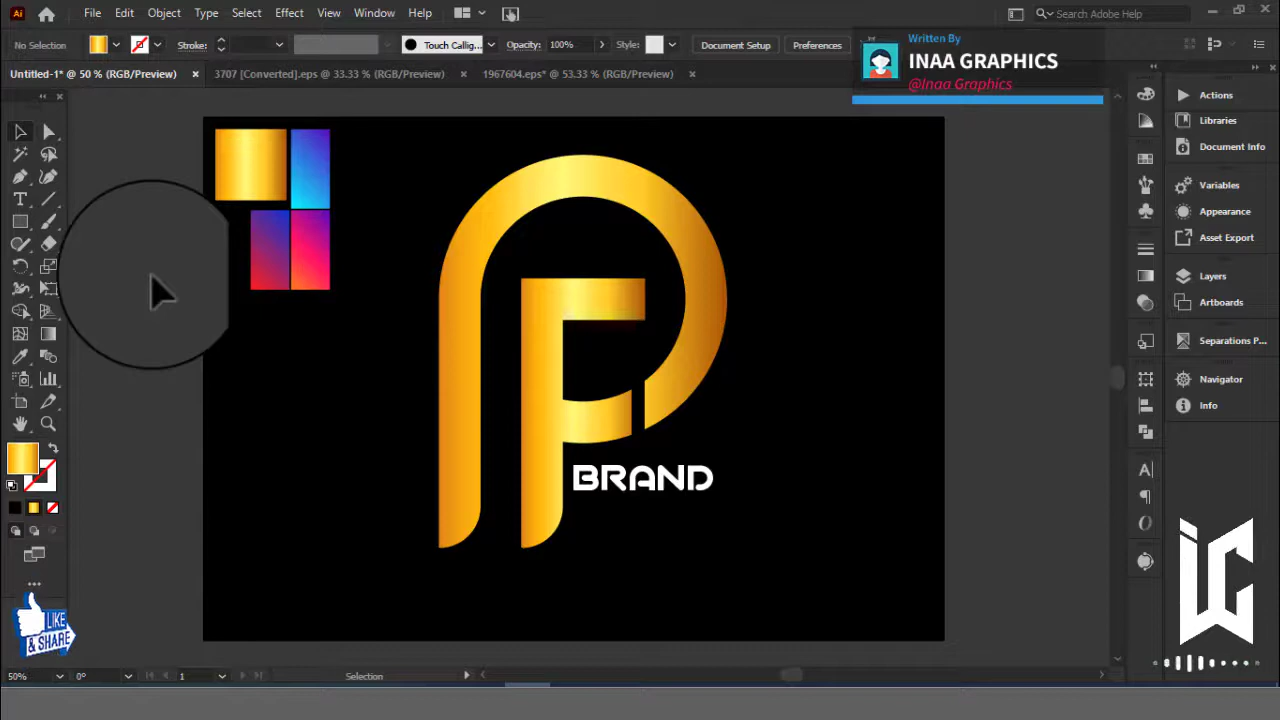 Ai File Edit Object Type Select Effect View Window Help Search Adobe Help
No Selection Stroke: Touch Callig... Opacity: 100% Style: Document Setup Preferences
Written By
INAA GRAPHICS
@Inaa Graphics
Untitled-1* @ 50 % (RGB/Preview) × 3707 [Converted].eps @ 33.33 % (RGB/Preview) × 1967604.eps* @ 53.33 % (RGB/Preview) ×
Actions
Libraries
Document Info
Variables
Appearance
Asset Export
Layers
Artboards
Separations P...
Navigator
Info
BRAND
LIKE
& SHARE
50% 0° 1 Selection